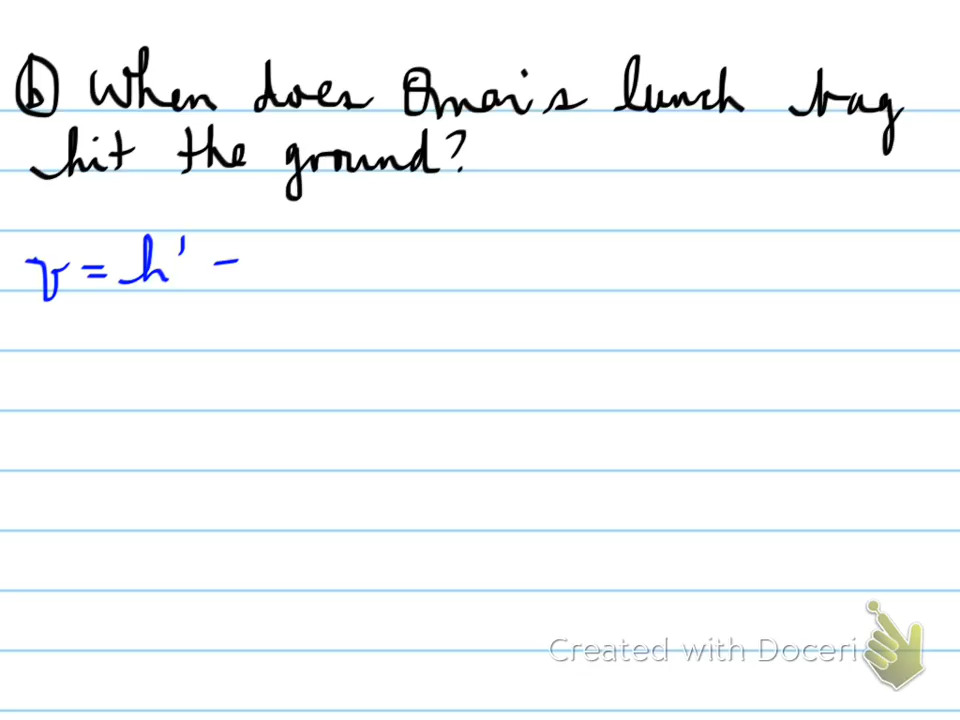 ⓑ When does Omar's lunch bag
hit the ground?
v = h' -
Created with Doceri